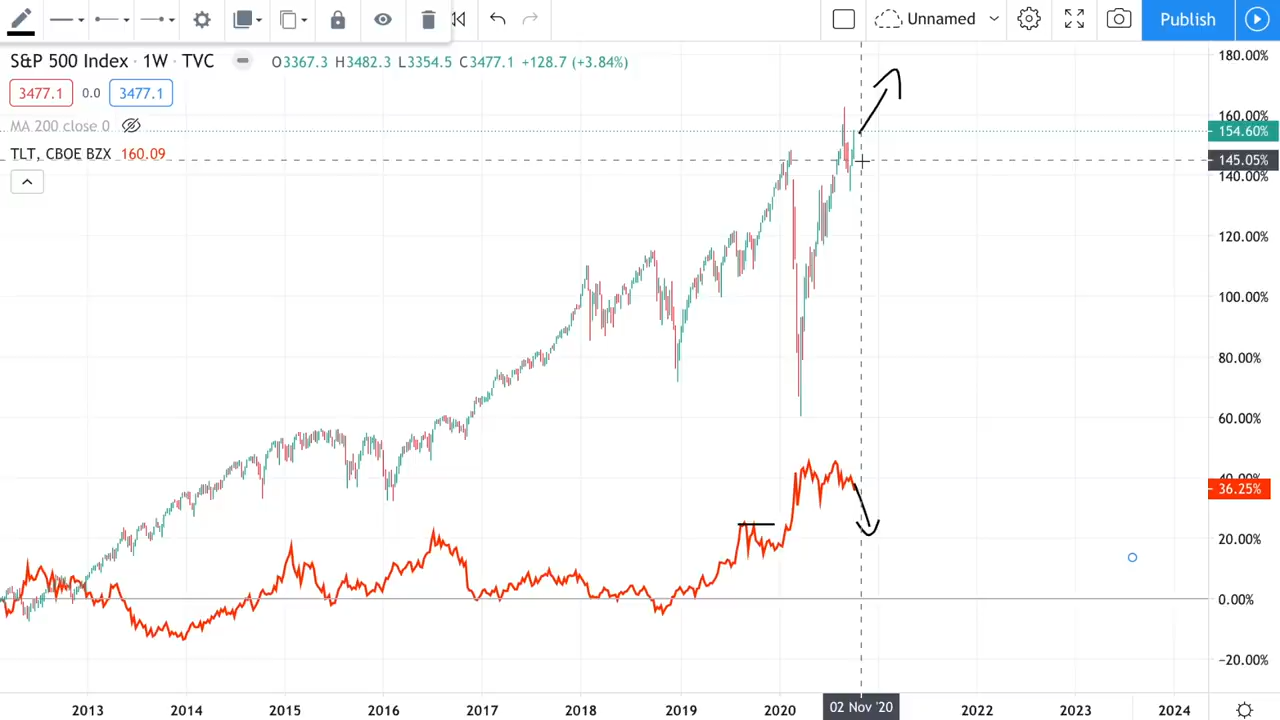 Unnamed
Publish
S&P 500 Index · 1W · TVC
O3367.3 H3482.3 L3354.5 C3477.1 +128.7 (+3.84%)
3477.1 0.0 3477.1
MA 200 close 0
TLT, CBOE BZX 160.09
180.00%
160.00%
154.60%
145.05%
140.00%
120.00%
100.00%
80.00%
60.00%
40.00%
36.25%
20.00%
0.00%
−20.00%
2013 2014 2015 2016 2017 2018 2019 2020 02 Nov '20 2022 2023 2024